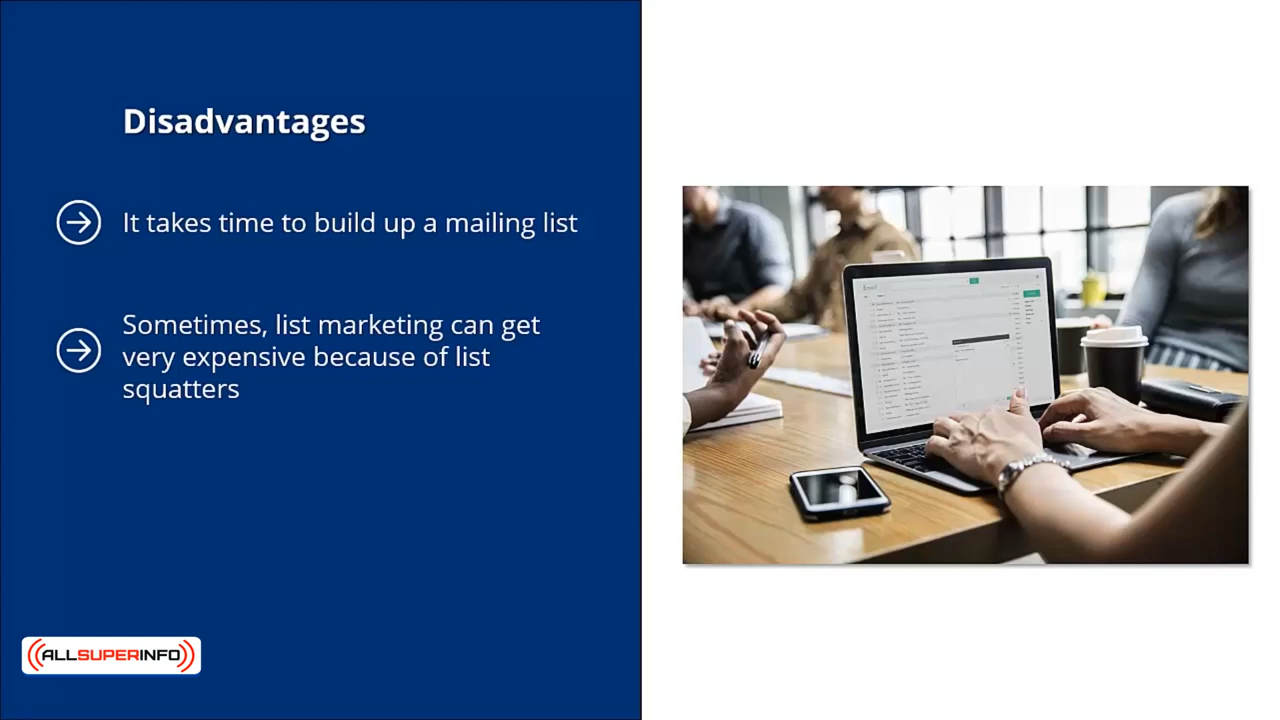 Disadvantages
It takes time to build up a mailing list
Sometimes, list marketing can get
very expensive because of list
squatters
((ALLSUPERINFO))
Email